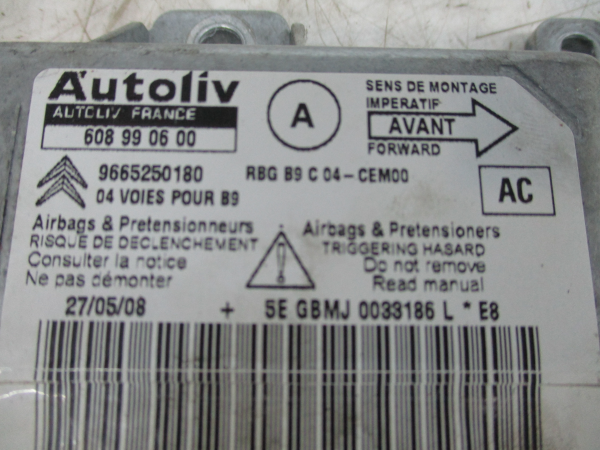 Autoliv
AUTOLIV FRANCE
608 99 06 00
A
SENS DE MONTAGE
IMPERATIF
AVANT
FORWARD
9665250180
RBG B9 C 04-CEM00
04 VOIES POUR B9
AC
Airbags & Pretensionneurs
RISQUE DE DECLENCHEMENT
Consulter la notice
Ne pas démonter
!
Airbags & Pretensioners
TRIGGERING HASARD
Do not remove
Read manual
27/05/08 + 5E GBMJ 0033186 L * E8